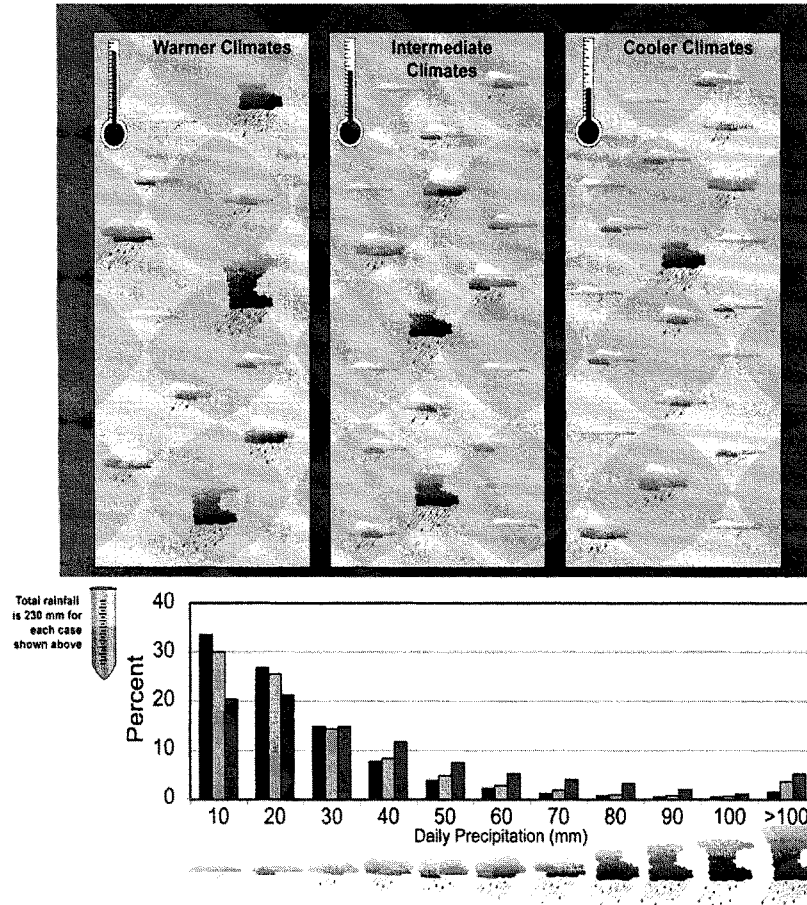 Warmer Climates
Intermediate
Climates
Cooler Climates
Total rainfall
is 230 mm for
each case
shown above
40
30
20
10
0
Percent
10 20 30 40 50 60 70 80 90 100 >100
Daily Precipitation (mm)